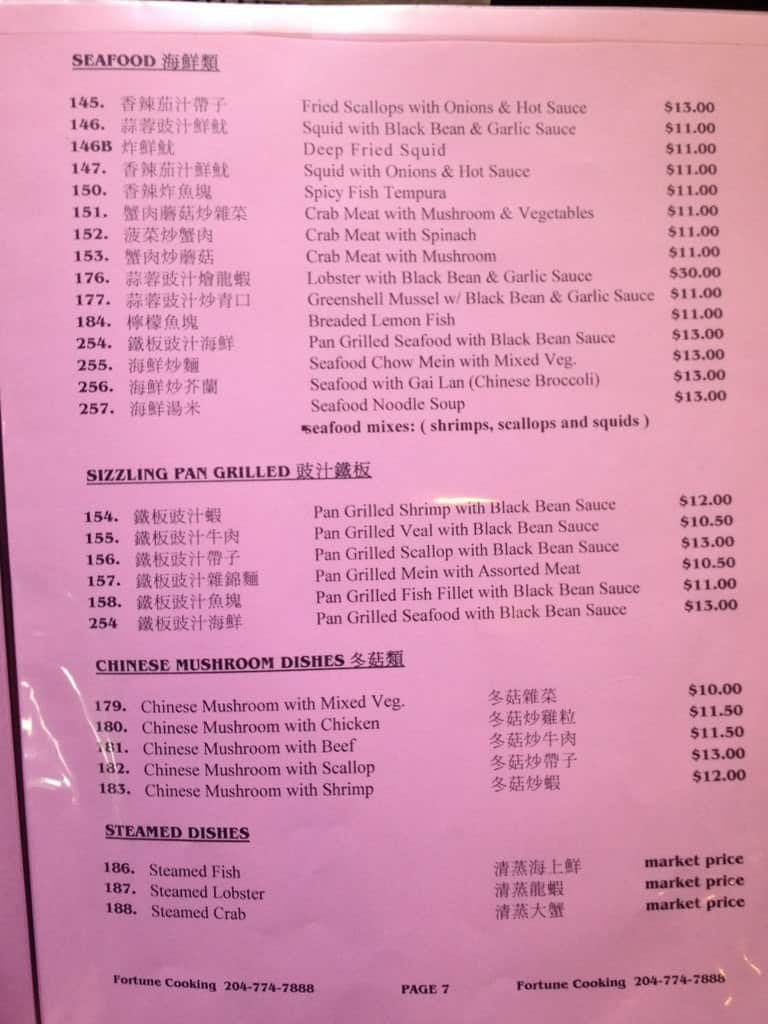 SEAFOOD 海鮮類
145. 香辣茄汁帶子 Fried Scallops with Onions & Hot Sauce $13.00
146. 蒜蓉豉汁鮮魷 Squid with Black Bean & Garlic Sauce $11.00
146B 炸鮮魷 Deep Fried Squid $11.00
147. 香辣茄汁鮮魷 Squid with Onions & Hot Sauce $11.00
150. 香辣炸魚塊 Spicy Fish Tempura $11.00
151. 蟹肉蘑菇炒雜菜 Crab Meat with Mushroom & Vegetables $11.00
152. 菠菜炒蟹肉 Crab Meat with Spinach $11.00
153. 蟹肉炒蘑菇 Crab Meat with Mushroom $11.00
176. 蒜蓉豉汁燴龍蝦 Lobster with Black Bean & Garlic Sauce $30.00
177. 蒜蓉豉汁炒青口 Greenshell Mussel w/ Black Bean & Garlic Sauce $11.00
184. 檸檬魚塊 Breaded Lemon Fish $11.00
254. 鐵板豉汁海鮮 Pan Grilled Seafood with Black Bean Sauce $13.00
255. 海鮮炒麵 Seafood Chow Mein with Mixed Veg. $13.00
256. 海鮮炒芥蘭 Seafood with Gai Lan (Chinese Broccoli) $13.00
257. 海鮮湯米 Seafood Noodle Soup $13.00
*seafood mixes: ( shrimps, scallops and squids )
SIZZLING PAN GRILLED 豉汁鐵板
154. 鐵板豉汁蝦 Pan Grilled Shrimp with Black Bean Sauce $12.00
155. 鐵板豉汁牛肉 Pan Grilled Veal with Black Bean Sauce $10.50
156. 鐵板豉汁帶子 Pan Grilled Scallop with Black Bean Sauce $13.00
157. 鐵板豉汁雜錦麵 Pan Grilled Mein with Assorted Meat $10.50
158. 鐵板豉汁魚塊 Pan Grilled Fish Fillet with Black Bean Sauce $11.00
254 鐵板豉汁海鮮 Pan Grilled Seafood with Black Bean Sauce $13.00
CHINESE MUSHROOM DISHES 冬菇類
179. Chinese Mushroom with Mixed Veg. 冬菇雜菜 $10.00
180. Chinese Mushroom with Chicken 冬菇炒雞粒 $11.50
181. Chinese Mushroom with Beef 冬菇炒牛肉 $11.50
182. Chinese Mushroom with Scallop 冬菇炒帶子 $13.00
183. Chinese Mushroom with Shrimp 冬菇炒蝦 $12.00
STEAMED DISHES
186. Steamed Fish 清蒸海上鮮 market price
187. Steamed Lobster 清蒸龍蝦 market price
188. Steamed Crab 清蒸大蟹 market price
Fortune Cooking 204-774-7888 PAGE 7 Fortune Cooking 204-774-7888